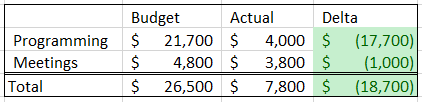 Budget Actual Delta
Programming $ 21,700 $ 4,000 $ (17,700)
Meetings $ 4,800 $ 3,800 $ (1,000)
Total $ 26,500 $ 7,800 $ (18,700)